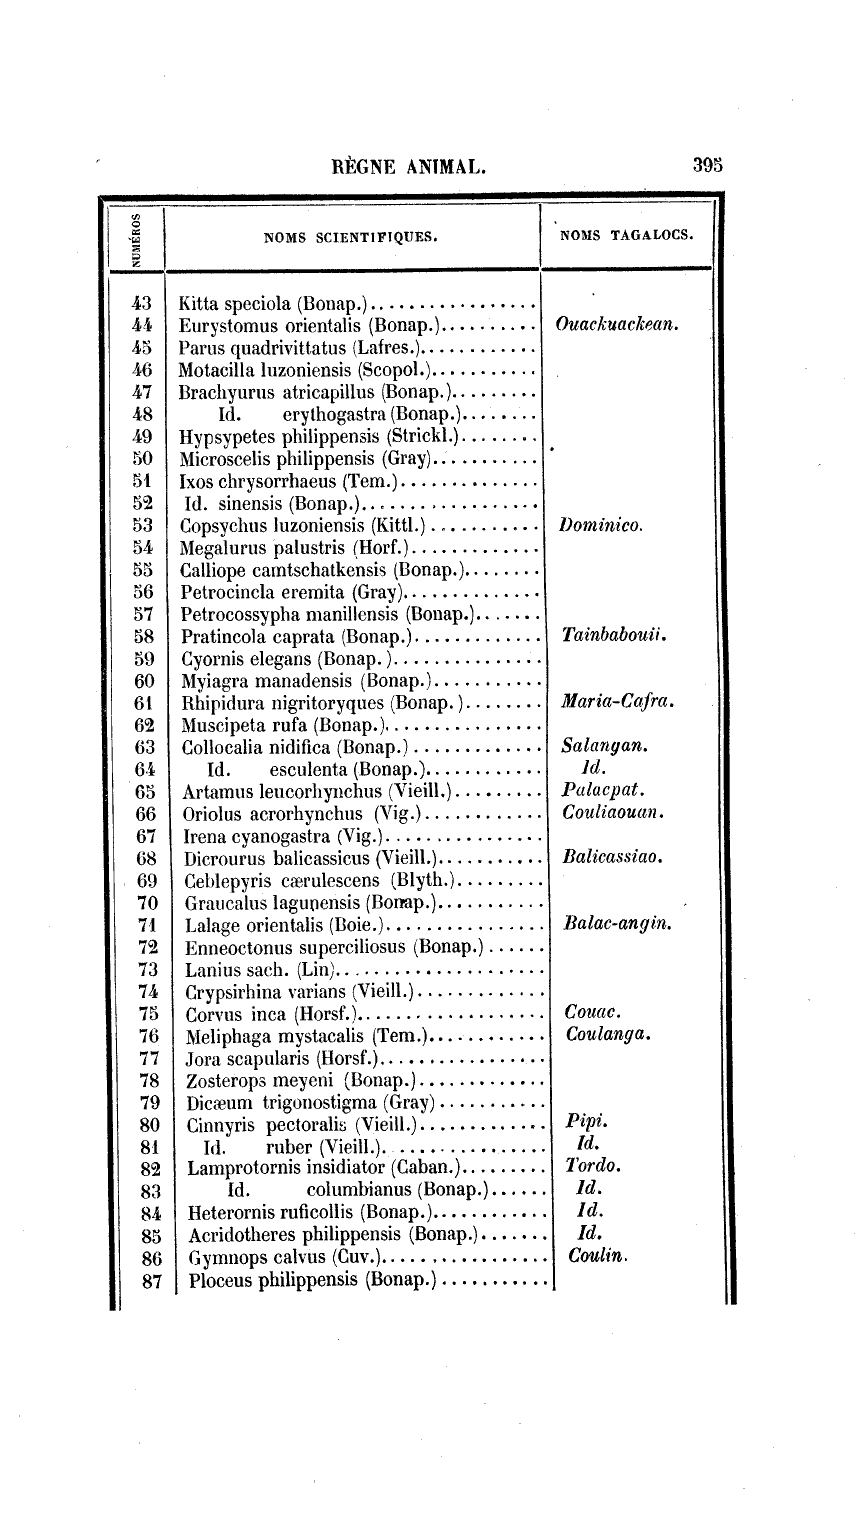 RÈGNE ANIMAL. 395
NUMÉROS NOMS SCIENTIFIQUES. NOMS TAGALOCS.
43 Kitta speciola (Bonap.)................. 
44 Eurystomus orientalis (Bonap.).......... Ouackuackean.
45 Parus quadrivittatus (Lafres.)............
46 Motacilla luzoniensis (Scopol.)...........
47 Brachyurus atricapillus (Bonap.).........
48 Id. erythogastra (Bonap.)........
49 Hypsypetes philippensis (Strickl.)........
50 Microscelis philippensis (Gray)...........
51 Ixos chrysorrhaeus (Tem.)..............
52 Id. sinensis (Bonap.)..................
53 Copsychus luzoniensis (Kittl.)........... Dominico.
54 Megalurus palustris (Horf.).............
55 Calliope camtschatkensis (Bonap.)........
56 Petrocincla eremita (Gray)..............
57 Petrocossypha manillensis (Bonap.).......
58 Pratincola caprata (Bonap.)............. Tainbabouii.
59 Cyornis elegans (Bonap.)...............
60 Myiagra manadensis (Bonap.)...........
61 Rhipidura nigritoryques (Bonap.)........ Maria-Cafra.
62 Muscipeta rufa (Bonap.)................
63 Collocalia nidifica (Bonap.)............. Salangan.
64 Id. esculenta (Bonap.)............ Id.
65 Artamus leucorhynchus (Vieill.)......... Palacpat.
66 Oriolus acrorhynchus (Vig.)............ Couliaouan.
67 Irena cyanogastra (Vig.)................
68 Dicrourus balicassicus (Vieill.)........... Balicassiao.
69 Ceblepyris cærulescens (Blyth.).........
70 Graucalus lagunensis (Bonap.)...........
71 Lalage orientalis (Boie.)................ Balac-angin.
72 Enneoctonus superciliosus (Bonap.)......
73 Lanius sach. (Lin).....................
74 Crypsirhina varians (Vieill.).............
75 Corvus inca (Horsf.)................... Couac.
76 Meliphaga mystacalis (Tem.)............ Coulanga.
77 Jora scapularis (Horsf.).................
78 Zosterops meyeni (Bonap.).............
79 Dicæum trigonostigma (Gray)...........
80 Cinnyris pectoralis (Vieill.)............. Pipi.
81 Id. ruber (Vieill.)................ Id.
82 Lamprotornis insidiator (Caban.)......... Tordo.
83 Id. columbianus (Bonap.)...... Id.
84 Heterornis ruficollis (Bonap.)............ Id.
85 Acridotheres philippensis (Bonap.)....... Id.
86 Gymnops calvus (Cuv.)................. Coulin.
87 Ploceus philippensis (Bonap.)...........